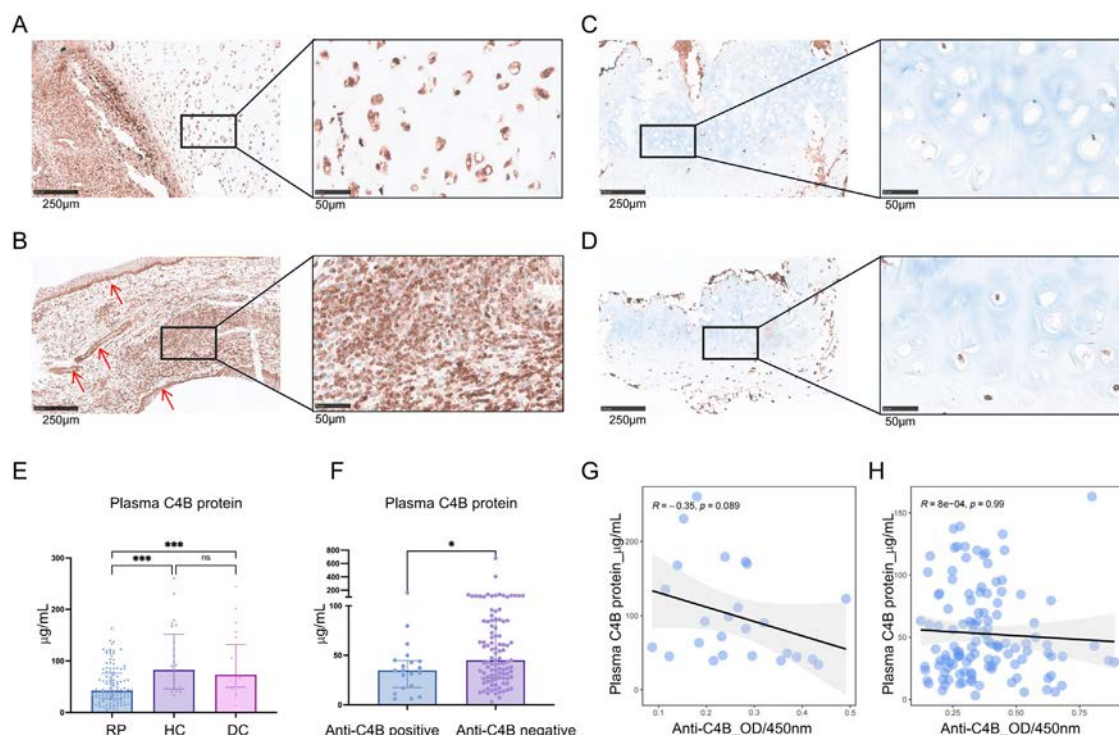 A
C
250μm
50μm
250μm
50μm
B
D
250μm
50μm
250μm
50μm
E
F
G
H
Plasma C4B protein
Plasma C4B protein
μg/mL
300
200
100
0
***
***
ns
RP
HC
DC
800
600
400
200
100
50
0
*
Anti-C4B positive
Anti-C4B negative
R = − 0.35, p = 0.089
Plasma C4B protein_μg/mL
200
100
0
0.1
0.2
0.3
0.4
0.5
Anti-C4B_OD/450nm
R = 8e−04, p = 0.99
Plasma C4B protein_μg/mL
150
100
50
0
0.25
0.50
0.75
Anti-C4B_OD/450nm